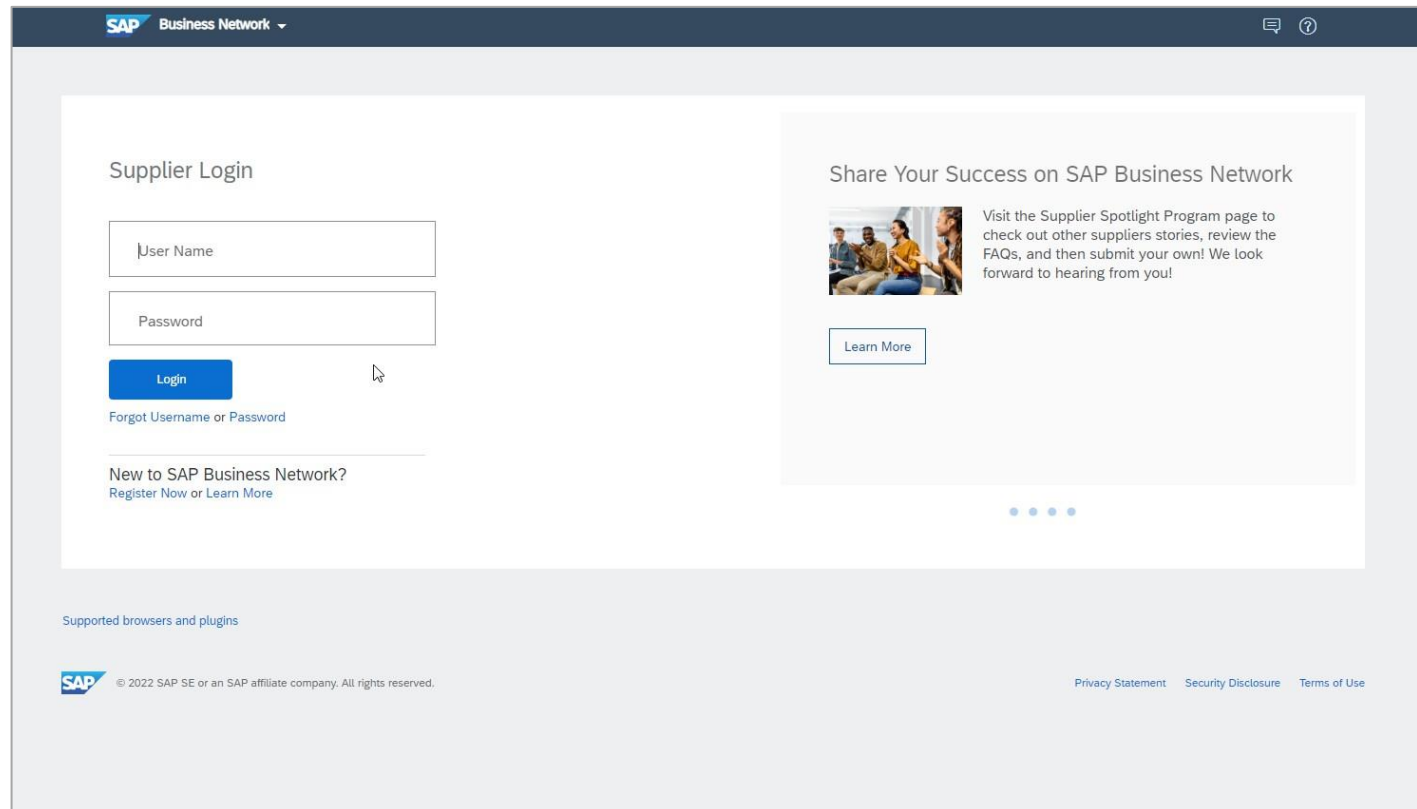 SAP Business Network
Supplier Login
User Name
Password
Login
Forgot Username or Password
New to SAP Business Network?
Register Now or Learn More
Share Your Success on SAP Business Network
Visit the Supplier Spotlight Program page to
check out other suppliers stories, review the
FAQs, and then submit your own! We look
forward to hearing from you!
Learn More
Supported browsers and plugins
SAP © 2022 SAP SE or an SAP affiliate company. All rights reserved.
Privacy Statement Security Disclosure Terms of Use